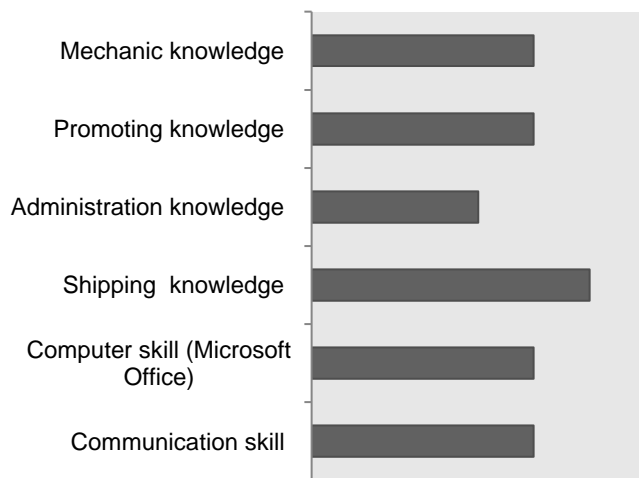 Mechanic knowledge
Promoting knowledge
Administration knowledge
Shipping  knowledge
Computer skill (Microsoft
Office)
Communication skill